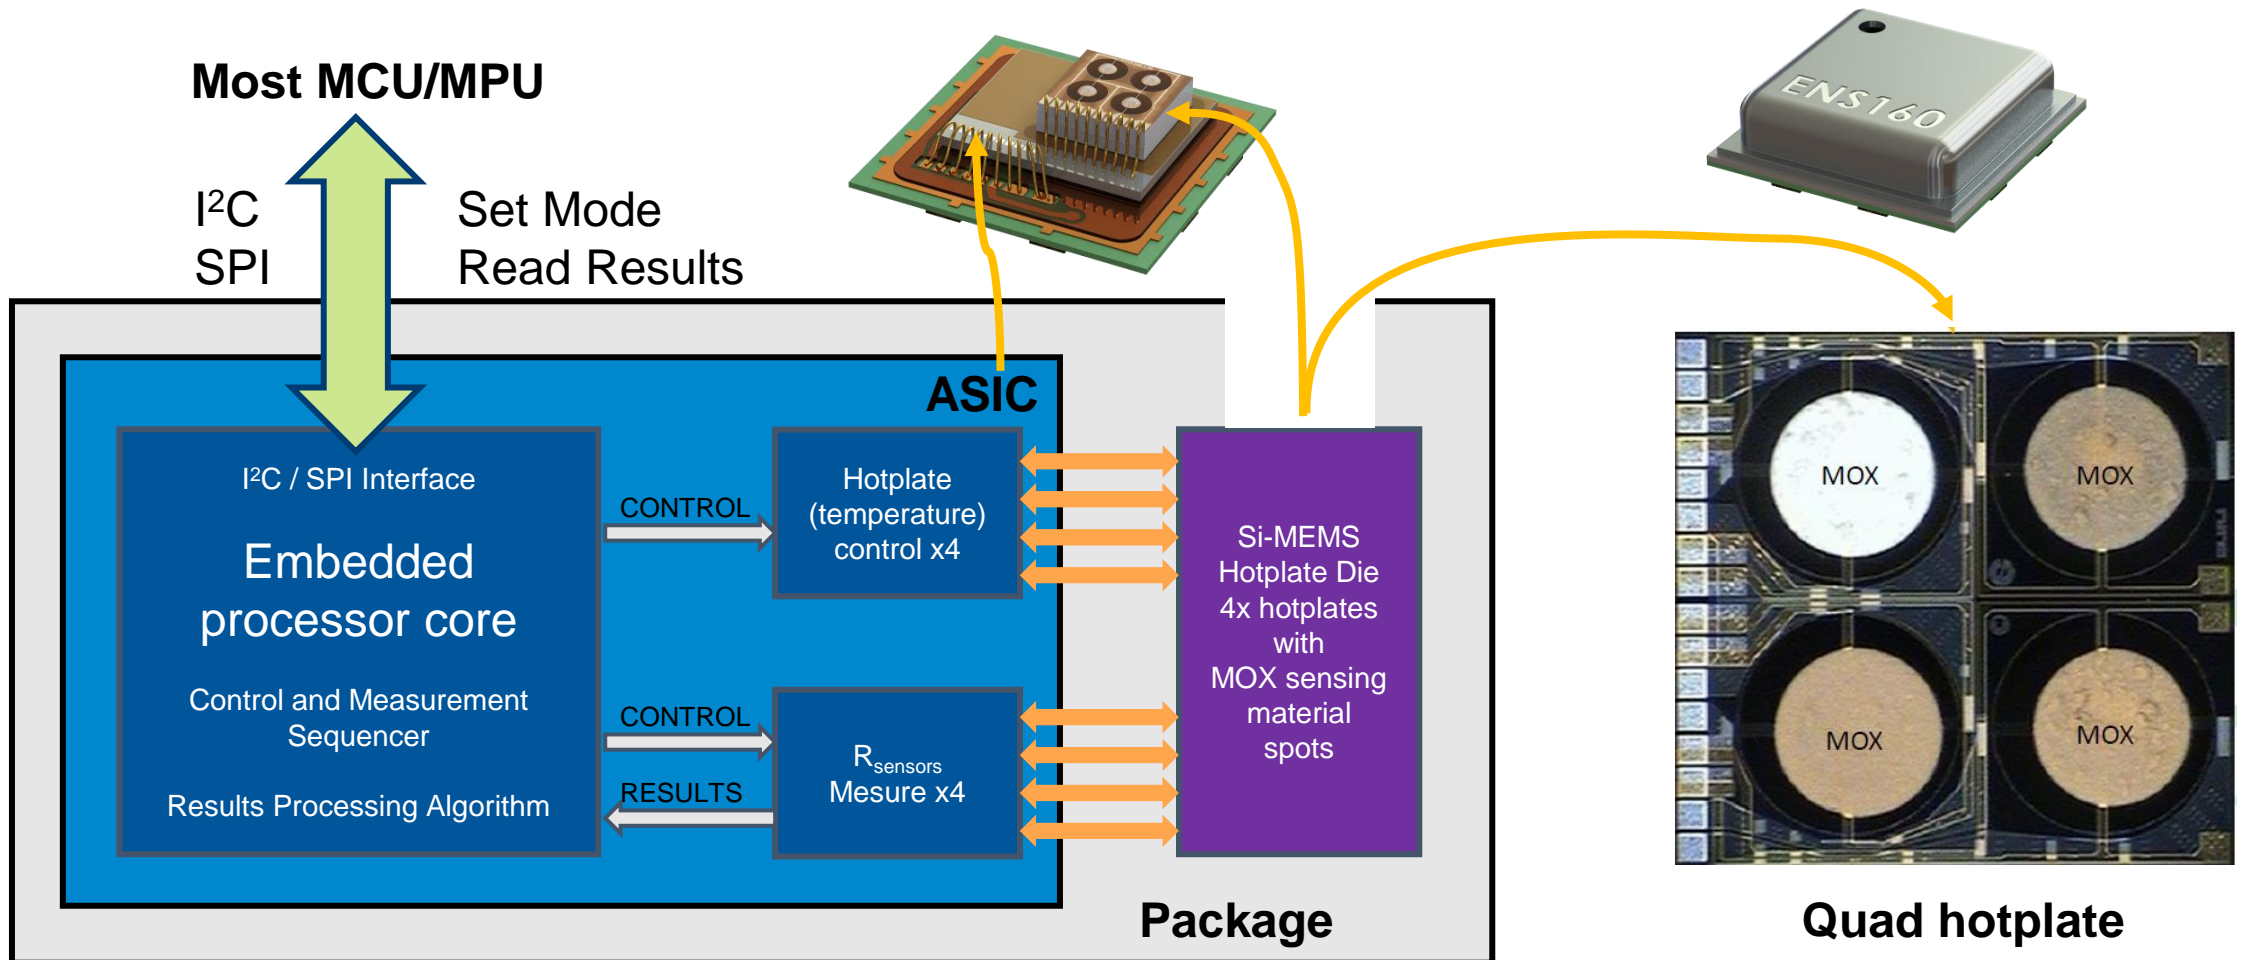 Most MCU/MPU
I²C
SPI
Set Mode
Read Results
ENS160
ASIC
I²C / SPI Interface
Embedded
processor core
Control and Measurement
Sequencer
Results Processing Algorithm
CONTROL
CONTROL
RESULTS
Hotplate
(temperature)
control x4
Rsensors
Mesure x4
Si-MEMS
Hotplate Die
4x hotplates
with
MOX sensing
material
spots
Package
MOX
MOX
MOX
MOX
Quad hotplate